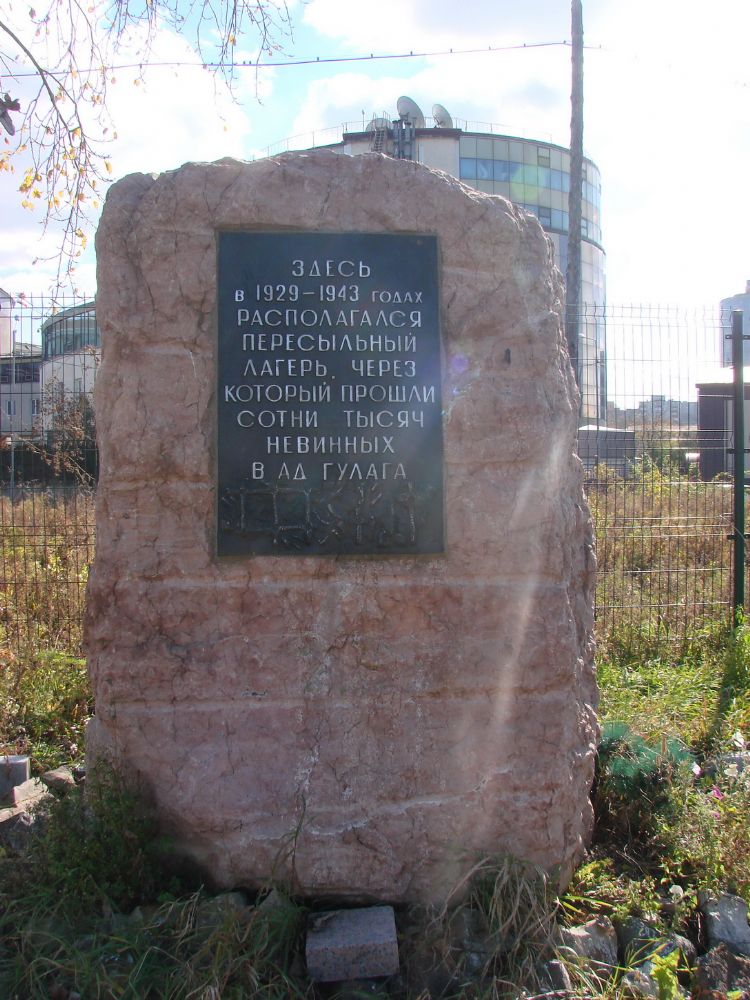 ЗДЕСЬ
В 1929-1943 ГОДАХ
РАСПОЛАГАЛСЯ
ПЕРЕСЫЛЬНЫЙ
ЛАГЕРЬ, ЧЕРЕЗ
КОТОРЫЙ ПРОШЛИ
СОТНИ ТЫСЯЧ
НЕВИННЫХ
В АД ГУЛАГА